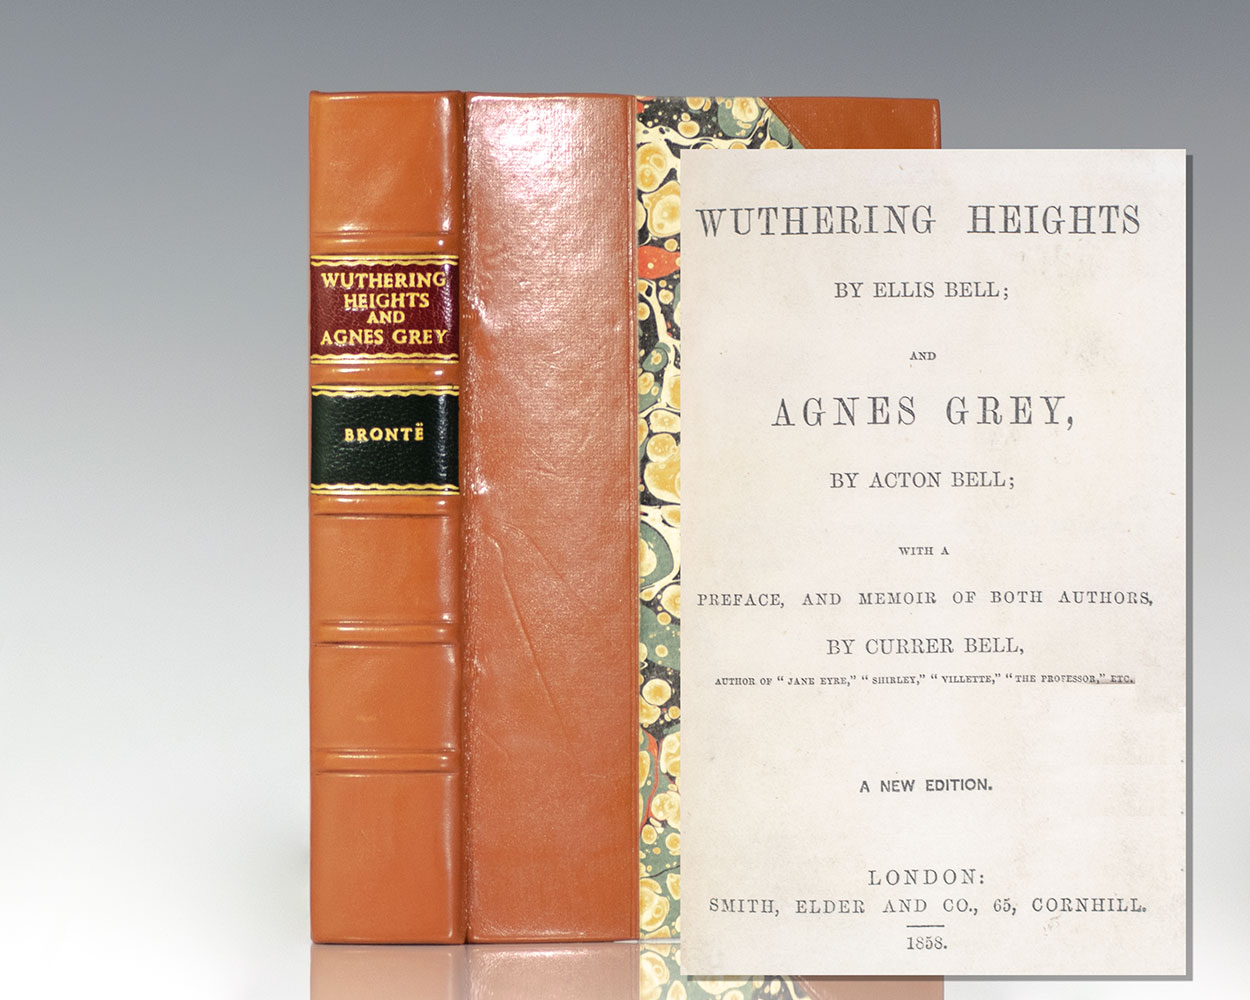 WUTHERING
HEIGHTS
AND
AGNES GREY
BRONTË
WUTHERING HEIGHTS
BY ELLIS BELL;
AND
AGNES GREY,
BY ACTON BELL;
WITH A
PREFACE, AND MEMOIR OF BOTH AUTHORS,
BY CURRER BELL,
AUTHOR OF “ JANE EYRE,” “ SHIRLEY,” “ VILLETTE,” “ THE PROFESSOR,” ETC.
A NEW EDITION.
LONDON:
SMITH, ELDER AND CO., 65, CORNHILL.
1858.